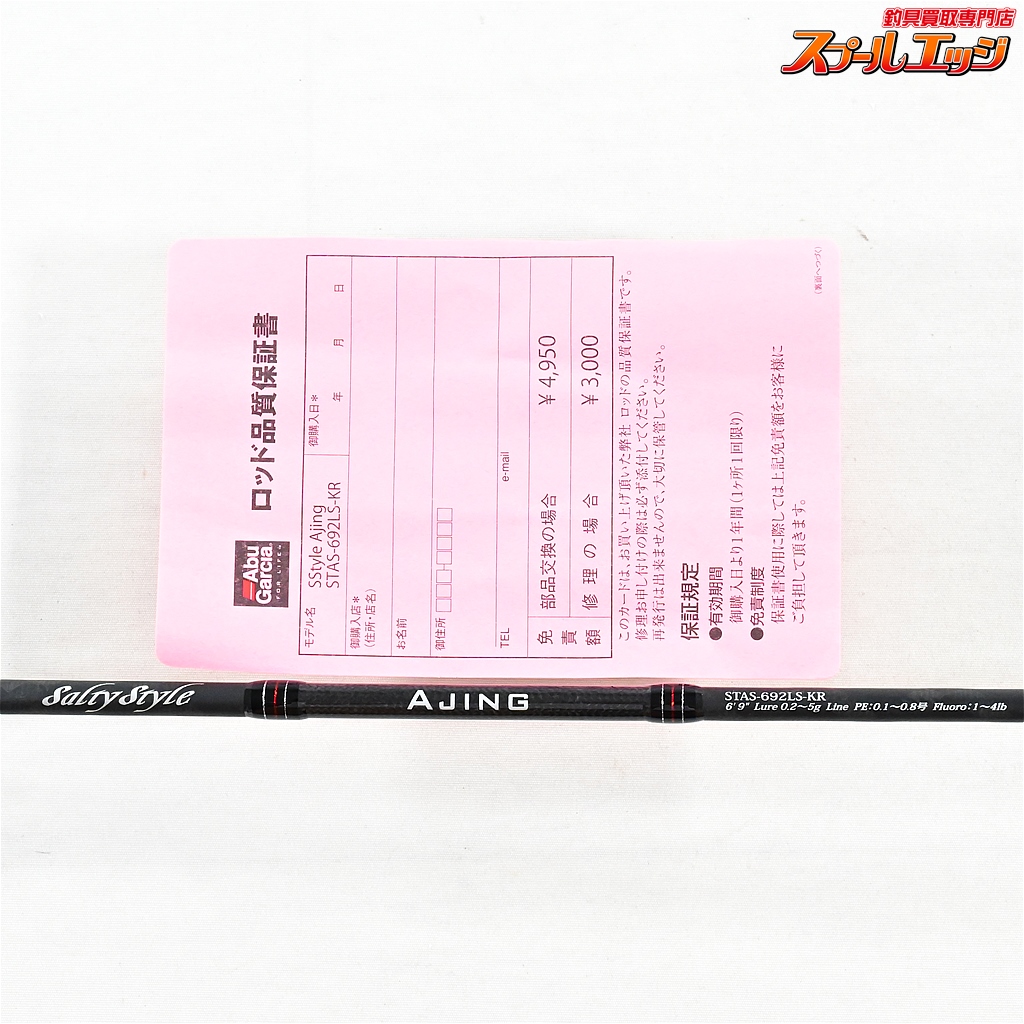 釣具買取専門店
スプールエッジ
Abu
Garcia
FOR LIFE
ロッド品質保証書
モデル名
SStyle Ajing
STAS-692LS-KR
御購入日*
年 月 日
御購入店*
(住所・店名)
お名前
御住所
□□□-□□□□
TEL
e-mail
免責額
部品交換の場合
¥4,950
修理の場合
¥3,000
このカードは、お買い上げ頂いた弊社 ロッドの品質保証書です。
修理お申し付けの際は必ず添付してください。
再発行は出来ませんので、大切に保管してください。
保証規定
●有効期間
御購入日より1年間(1ヶ所1回限り)
●免責制度
保証書使用に際しては上記免責額をお客様に
ご負担して頂きます。
(裏面へつづく)
Salty Style
AJING
STAS-692LS-KR
6'9" Lure 0.2〜5g Line PE:0.1〜0.8号 Fluoro:1〜4lb